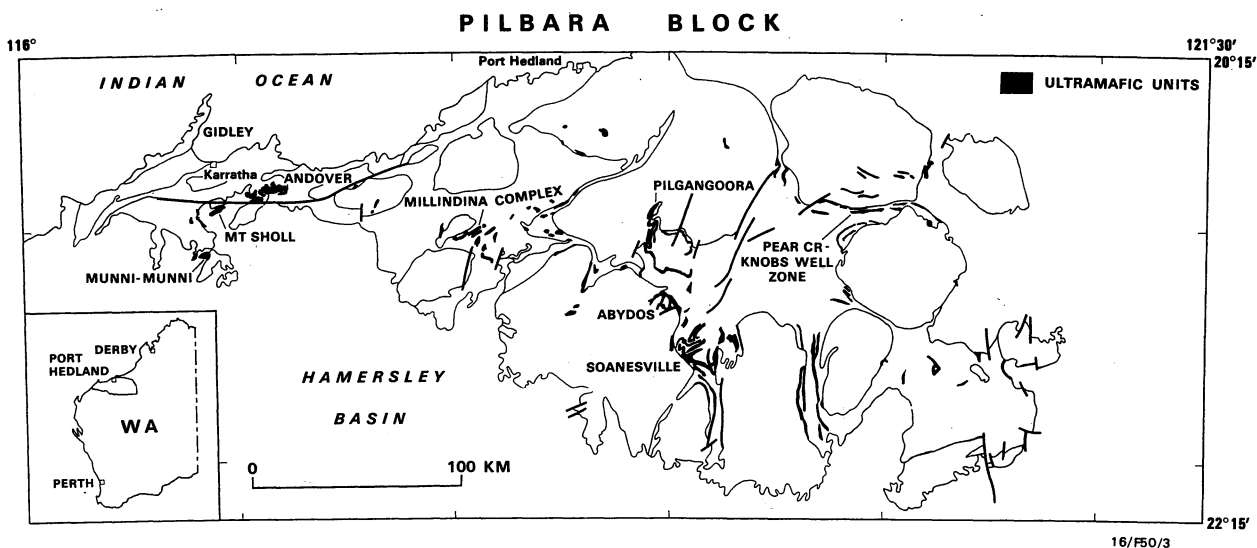 PILBARA BLOCK
116°
121°30'
20°15'
INDIAN OCEAN
Port Hedland
ULTRAMAFIC UNITS
GIDLEY
Karratha
ANDOVER
MILLINDINA COMPLEX
PILGANGOORA
MT SHOLL
PEAR CR-
KNOBS WELL
ZONE
MUNNI-MUNNI
ABYDOS
SOANESVILLE
DERBY
PORT
HEDLAND
WA
PERTH
HAMERSLEY
BASIN
0 100 KM
22°15'
16/F50/3